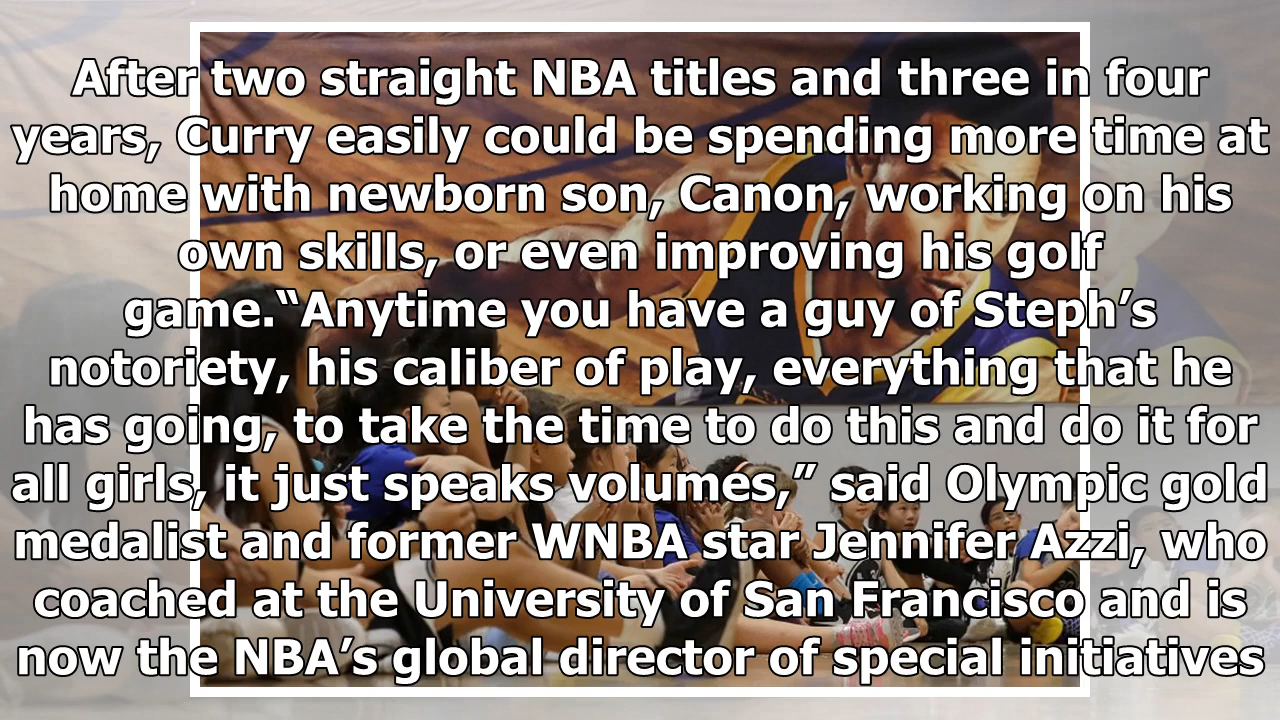 After two straight NBA titles and three in four
years, Curry easily could be spending more time at
home with newborn son, Canon, working on his
own skills, or even improving his golf
game.“Anytime you have a guy of Steph’s
notoriety, his caliber of play, everything that he
has going, to take the time to do this and do it for
all girls, it just speaks volumes,” said Olympic gold
medalist and former WNBA star Jennifer Azzi, who
coached at the University of San Francisco and is
now the NBA’s global director of special initiatives